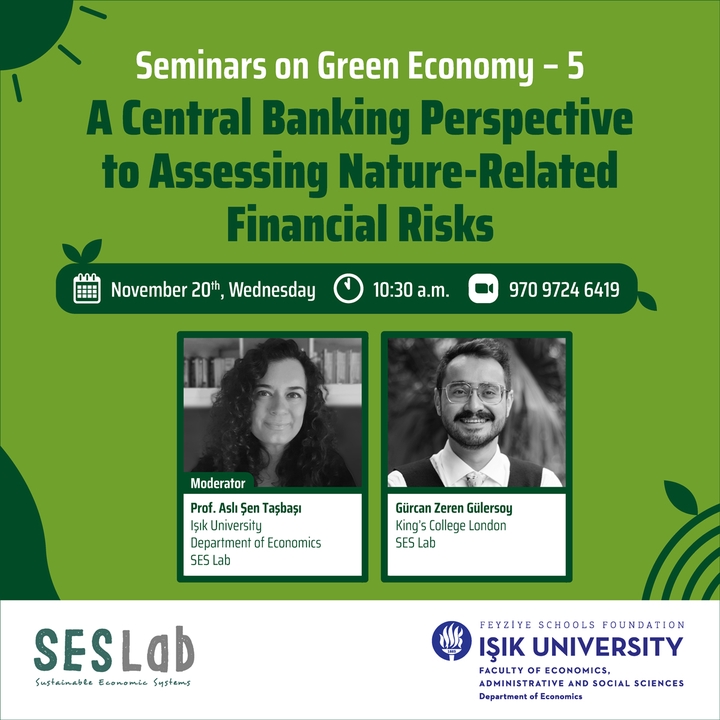 Seminars on Green Economy – 5
A Central Banking Perspective
to Assessing Nature-Related
Financial Risks
November 20th, Wednesday 10:30 a.m. 970 9724 6419
Moderator
Prof. Aslı Şen Taşbaşı
Işık University
Department of Economics
SES Lab
Gürcan Zeren Gülersoy
King's College London
SES Lab
SESLab
Sustainable Economic Systems
FEYZİYE SCHOOLS FOUNDATION
IŞIK UNIVERSITY
FACULTY OF ECONOMICS,
ADMINISTRATIVE AND SOCIAL SCIENCES
Department of Economics